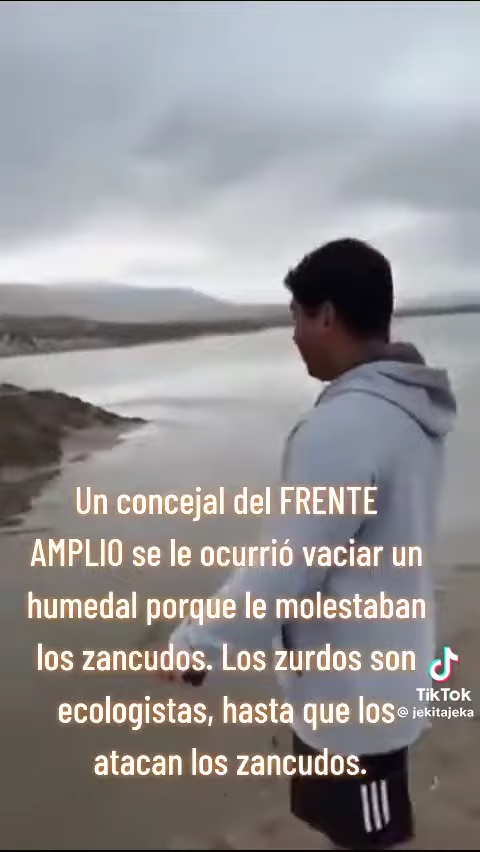 Un concejal del FRENTE
AMPLIO se le ocurrió vaciar un
humedal porque le molestaban
los zancudos. Los zurdos son
ecologistas, hasta que los
atacan los zancudos.
TikTok
@ jekitajeka